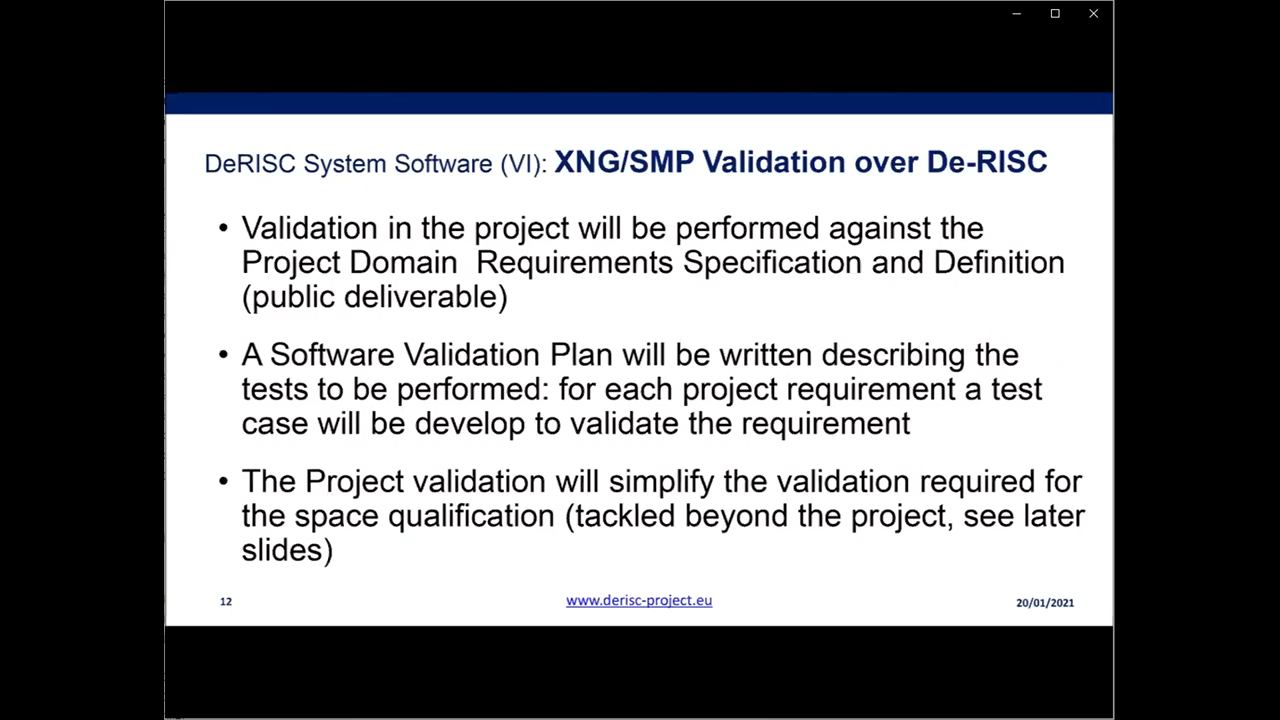 DeRISC System Software (VI): XNG/SMP Validation over De-RISC
• Validation in the project will be performed against the
Project Domain  Requirements Specification and Definition
(public deliverable)
• A Software Validation Plan will be written describing the
tests to be performed: for each project requirement a test
case will be develop to validate the requirement
• The Project validation will simplify the validation required for
the space qualification (tackled beyond the project, see later
slides)
12
www.derisc-project.eu
20/01/2021